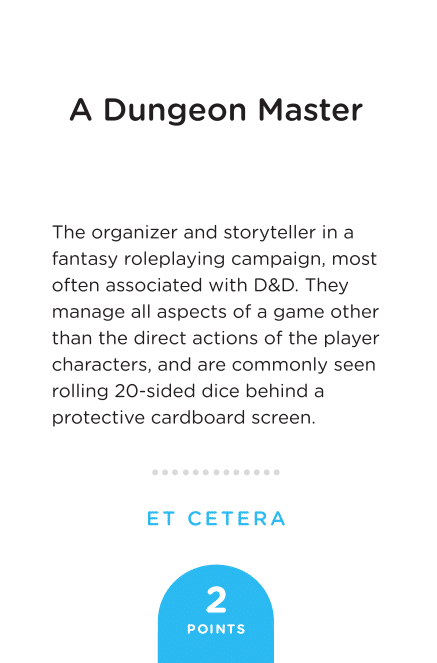 A Dungeon Master
The organizer and storyteller in a
fantasy roleplaying campaign, most
often associated with D&D. They
manage all aspects of a game other
than the direct actions of the player
characters, and are commonly seen
rolling 20-sided dice behind a
protective cardboard screen.
ET CETERA
2
POINTS